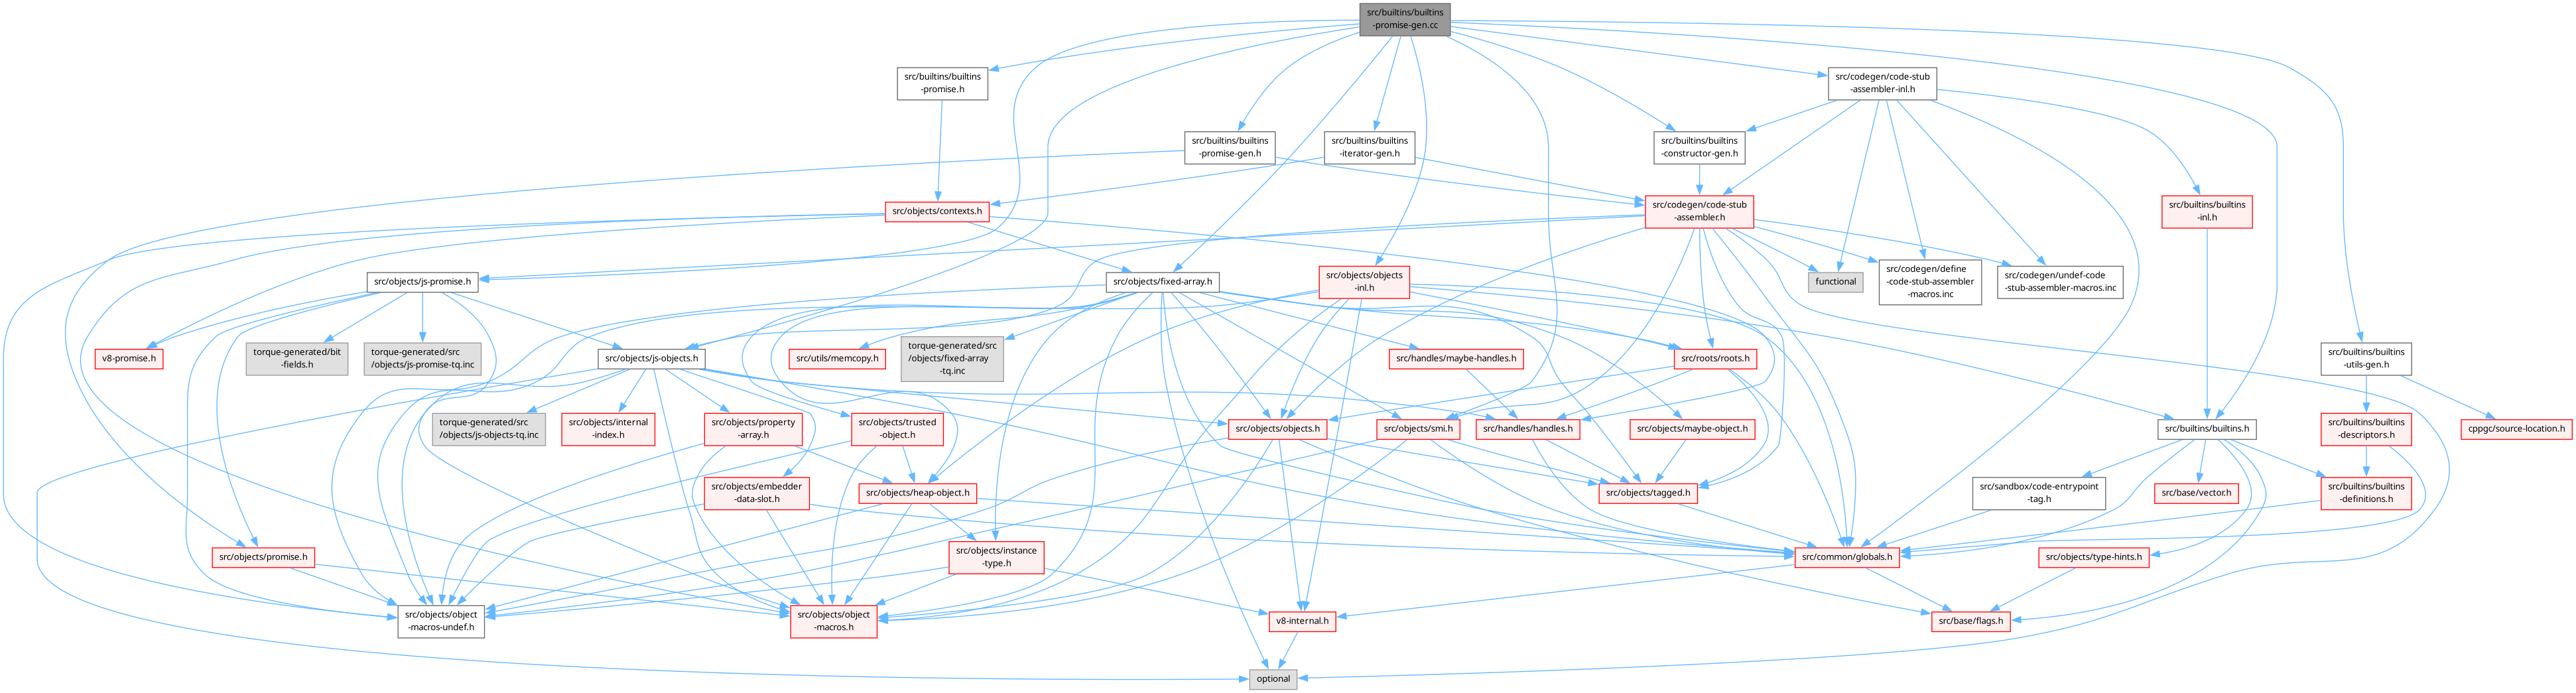 src/builtins/builtins
-promise-gen.cc
src/builtins/builtins
-promise.h
src/codegen/code-stub
-assembler-inl.h
src/builtins/builtins
-promise-gen.h
src/builtins/builtins
-iterator-gen.h
src/builtins/builtins
-constructor-gen.h
src/objects/contexts.h
src/codegen/code-stub
-assembler.h
src/builtins/builtins
-inl.h
src/objects/js-promise.h
src/objects/fixed-array.h
src/objects/objects
-inl.h
functional
src/codegen/define
-code-stub-assembler
-macros.inc
src/codegen/undef-code
-stub-assembler-macros.inc
v8-promise.h
torque-generated/bit
-fields.h
torque-generated/src
/objects/js-promise-tq.inc
src/objects/js-objects.h
src/utils/memcopy.h
torque-generated/src
/objects/fixed-array
-tq.inc
src/handles/maybe-handles.h
src/roots/roots.h
src/builtins/builtins
-utils-gen.h
torque-generated/src
/objects/js-objects-tq.inc
src/objects/internal
-index.h
src/objects/property
-array.h
src/objects/trusted
-object.h
src/objects/objects.h
src/objects/smi.h
src/handles/handles.h
src/objects/maybe-object.h
src/builtins/builtins.h
src/builtins/builtins
-descriptors.h
cppgc/source-location.h
src/objects/embedder
-data-slot.h
src/objects/heap-object.h
src/objects/tagged.h
src/sandbox/code-entrypoint
-tag.h
src/base/vector.h
src/builtins/builtins
-definitions.h
src/objects/promise.h
src/objects/instance
-type.h
src/common/globals.h
src/objects/type-hints.h
src/objects/object
-macros-undef.h
src/objects/object
-macros.h
v8-internal.h
src/base/flags.h
optional